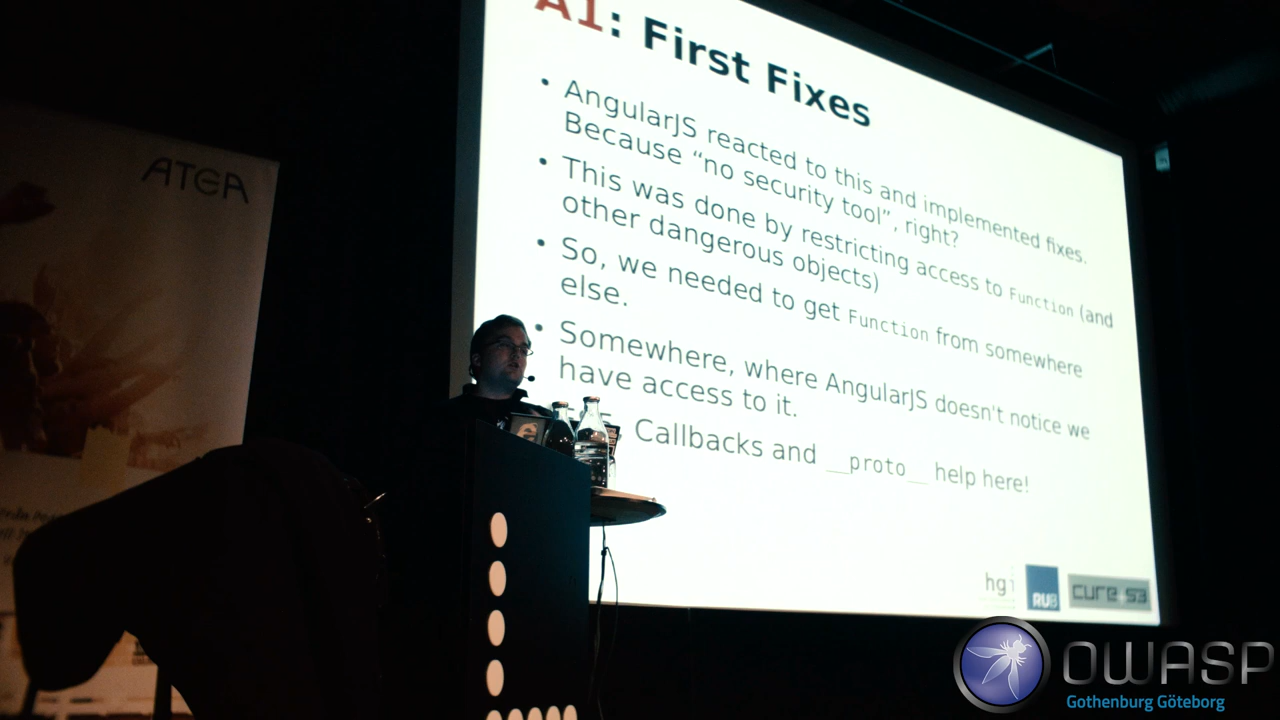 A1: First Fixes
• AngularJS reacted to this and implemented fixes.
Because “no security tool”, right?
• This was done by restricting access to Function (and
other dangerous objects)
• So, we needed to get Function from somewhere
else.
• Somewhere, where AngularJS doesn't notice we
have access to it.
Callbacks and __proto__ help here!
hgi
RUB
cure53
ATEA
OWASP
Gothenburg Göteborg